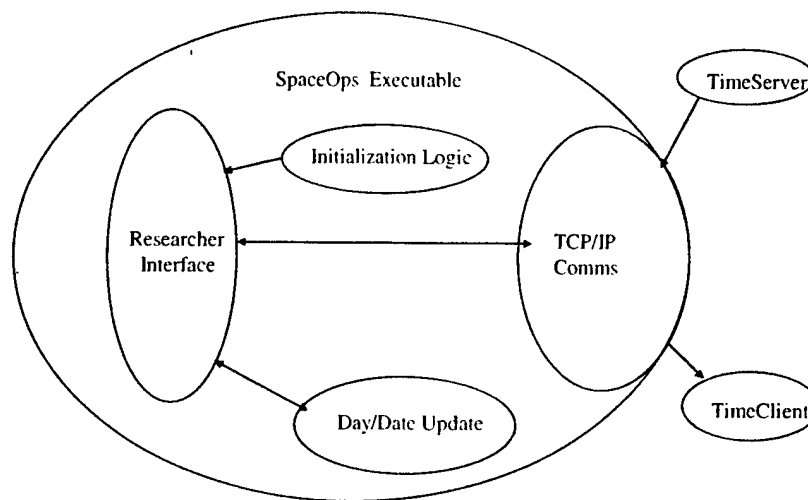 SpaceOps Executable
TimeServer
Initialization Logic
Researcher
Interface
TCP/IP
Comms
Day/Date Update
TimeClient